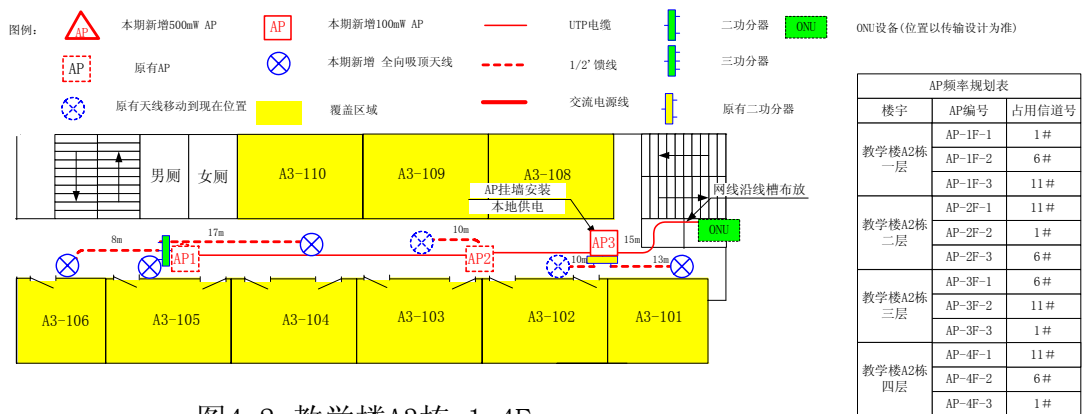 图例：
AP
本期新增500mW AP
AP
本期新增100mW AP
UTP电缆
二功分器
ONU
ONU设备(位置以传输设计为准)
AP
原有AP
本期新增 全向吸顶天线
1/2'馈线
三功分器
原有天线移动到现在位置
覆盖区域
交流电源线
原有二功分器
男厕
女厕
A3-110
A3-109
A3-108
AP挂墙安装
本地供电
网线沿线槽布放
ONU
8m
17m
10m
15m
AP1
AP2
AP3
10m
13m
A3-106
A3-105
A3-104
A3-103
A3-102
A3-101
AP频率规划表
楼宇 AP编号 占用信道号
教学楼A2栋一层
AP-1F-1 1#
AP-1F-2 6#
AP-1F-3 11#
教学楼A2栋二层
AP-2F-1 11#
AP-2F-2 1#
AP-2F-3 6#
教学楼A2栋三层
AP-3F-1 6#
AP-3F-2 11#
AP-3F-3 1#
教学楼A2栋四层
AP-4F-1 11#
AP-4F-2 6#
AP-4F-3 1#